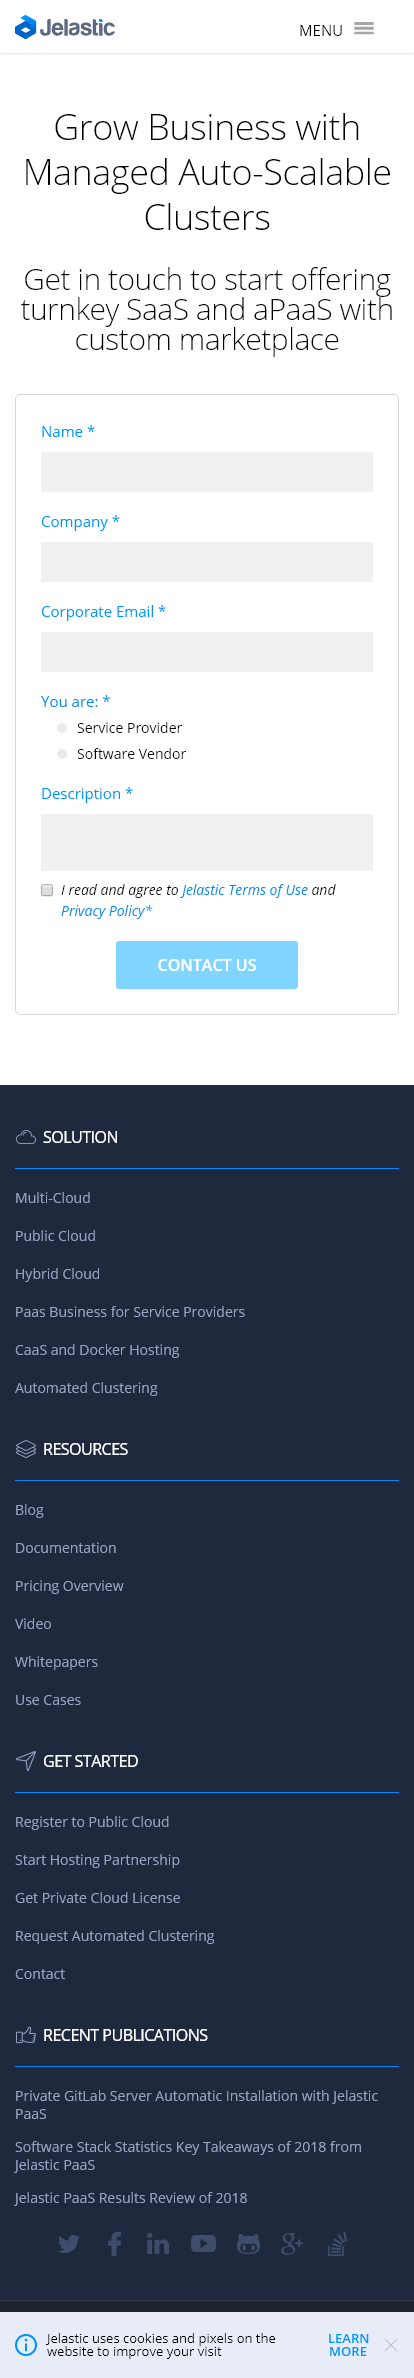 Jelastic
MENU
Grow Business with
Managed Auto-Scalable
Clusters
Get in touch to start offering
turnkey SaaS and aPaaS with
custom marketplace
Name *
Company *
Corporate Email *
You are: *
Service Provider
Software Vendor
Description *
I read and agree to Jelastic Terms of Use and
Privacy Policy*
CONTACT US
SOLUTION
Multi-Cloud
Public Cloud
Hybrid Cloud
Paas Business for Service Providers
CaaS and Docker Hosting
Automated Clustering
RESOURCES
Blog
Documentation
Pricing Overview
Video
Whitepapers
Use Cases
GET STARTED
Register to Public Cloud
Start Hosting Partnership
Get Private Cloud License
Request Automated Clustering
Contact
RECENT PUBLICATIONS
Private GitLab Server Automatic Installation with Jelastic
PaaS
Software Stack Statistics Key Takeaways of 2018 from
Jelastic PaaS
Jelastic PaaS Results Review of 2018
Jelastic uses cookies and pixels on the
website to improve your visit
LEARN
MORE